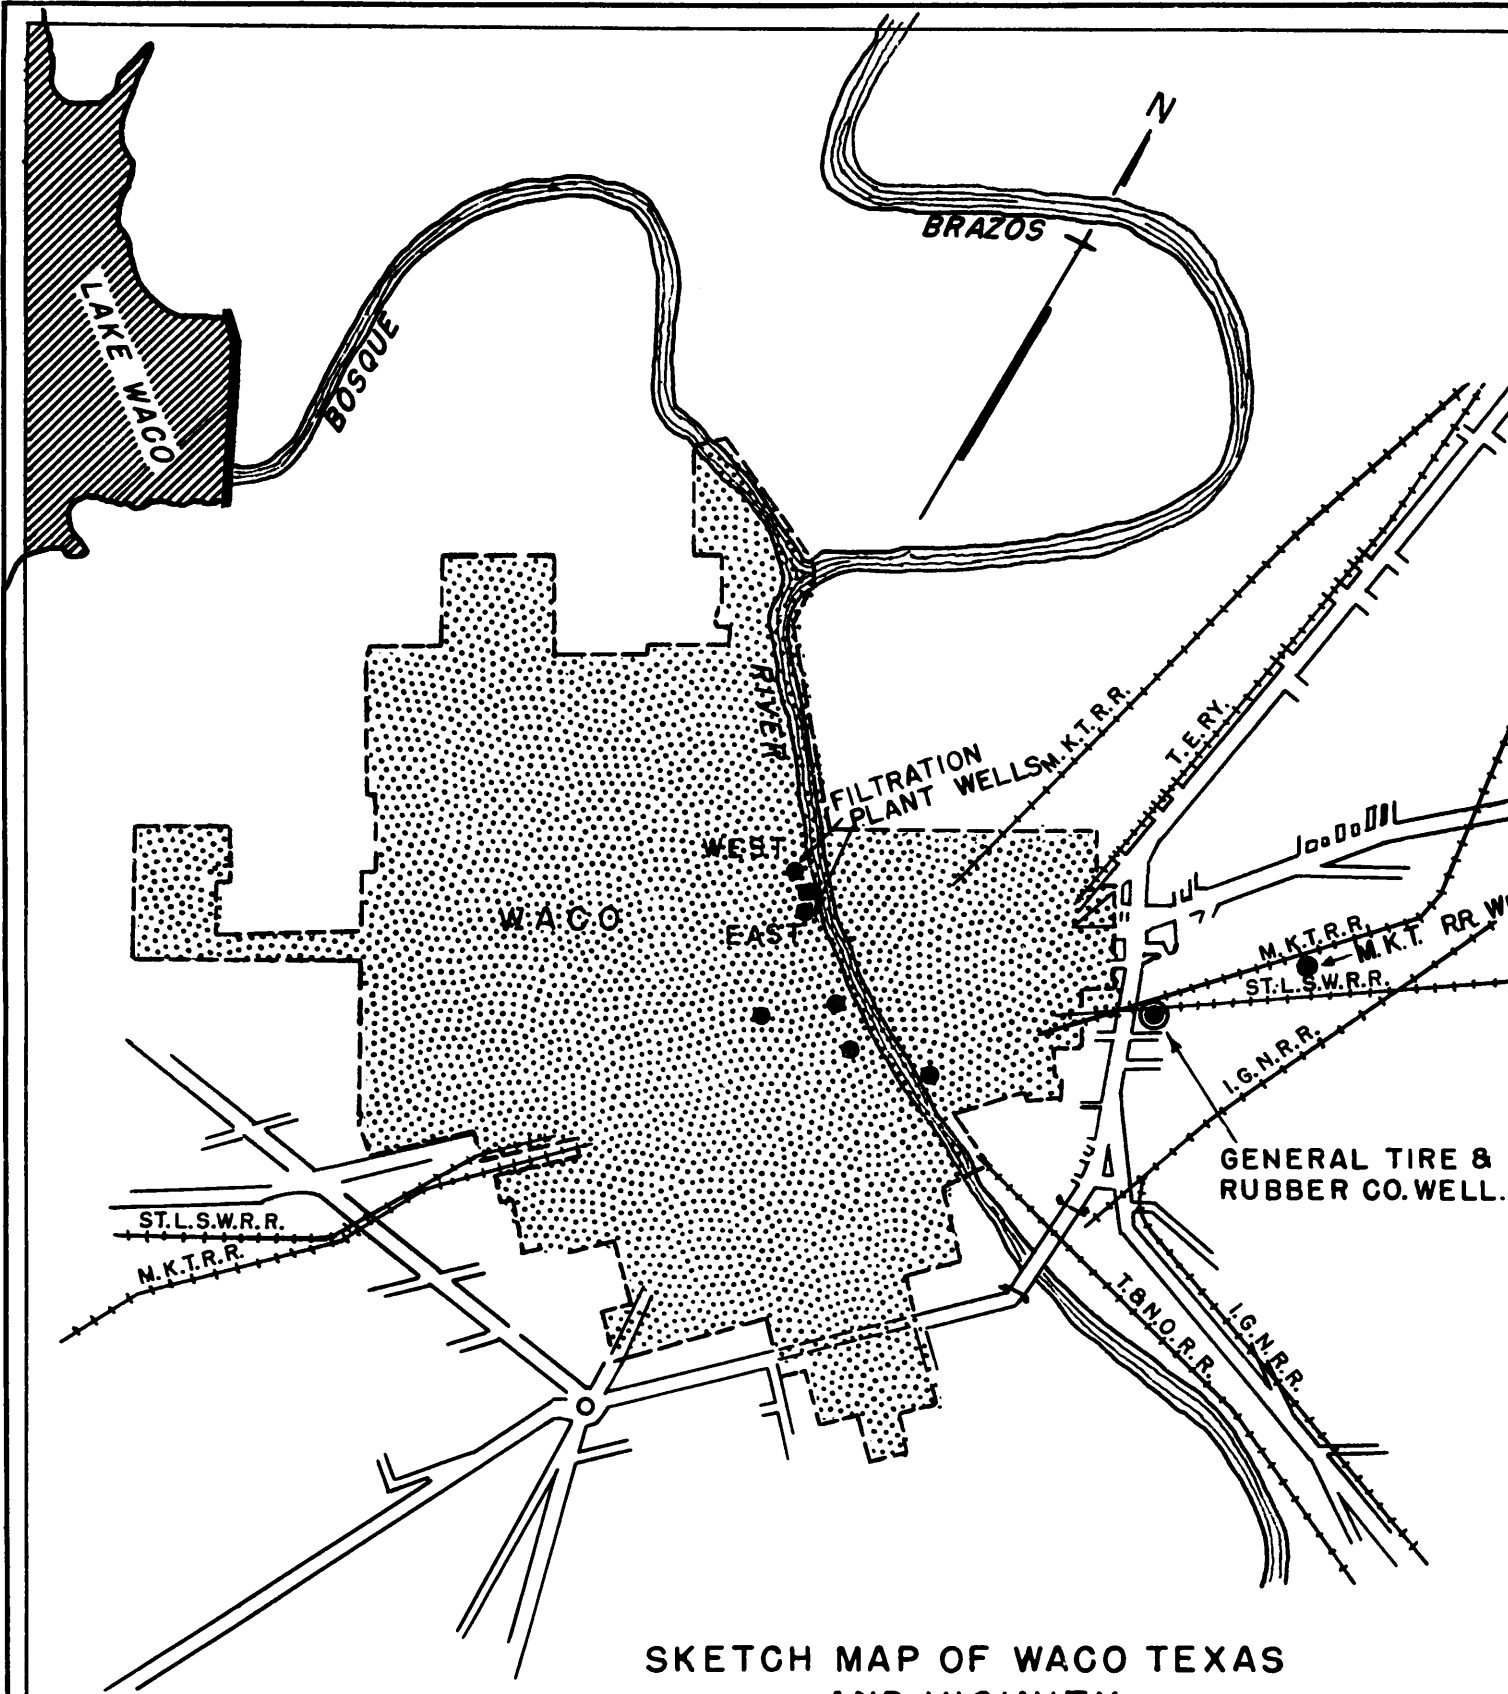 N
BRAZOS
LAKE WACO
BOSQUE
RIVER
M.K.T.R.R.
T.E.RY.
FILTRATION
PLANT WELLS
WEST
WACO
EAST
M.K.T.R.R.
M.K.T. R.R.
ST.L.S.W.R.R.
I.G.N.R.R.
GENERAL TIRE &
RUBBER CO. WELL.
ST.L.S.W.R.R.
M.K.T.R.R.
T.&N.O.R.R.
I.G.N.R.R.
SKETCH MAP OF WACO TEXAS